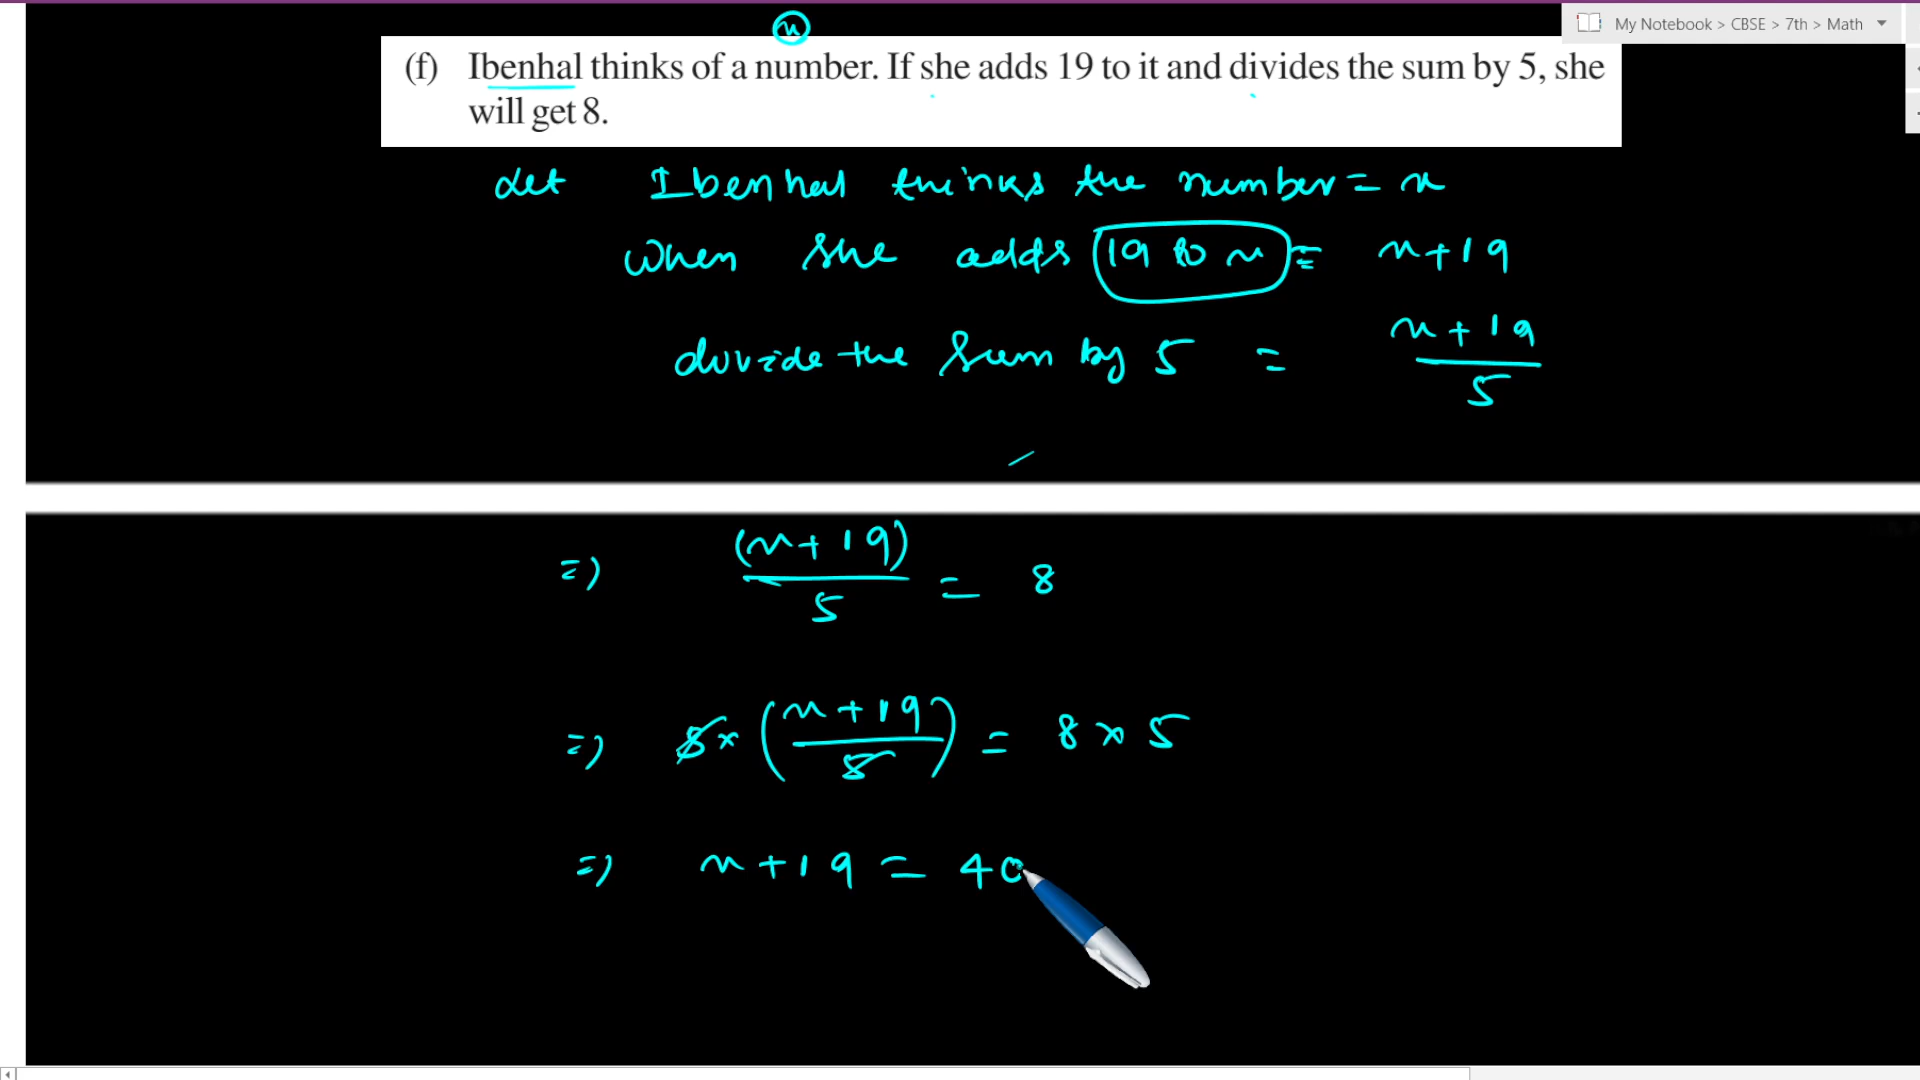 My Notebook > CBSE > 7th > Math
x
(f) Ibenhal thinks of a number. If she adds 19 to it and divides the sum by 5, she
will get 8.
Let Ibenhal thinks the number = x
When she adds 19 to x = x+19
divide the sum by 5 = x+19/5
=> (x+19)/5 = 8
=> 5× (x+19/5) = 8 × 5
=> x+19 = 40